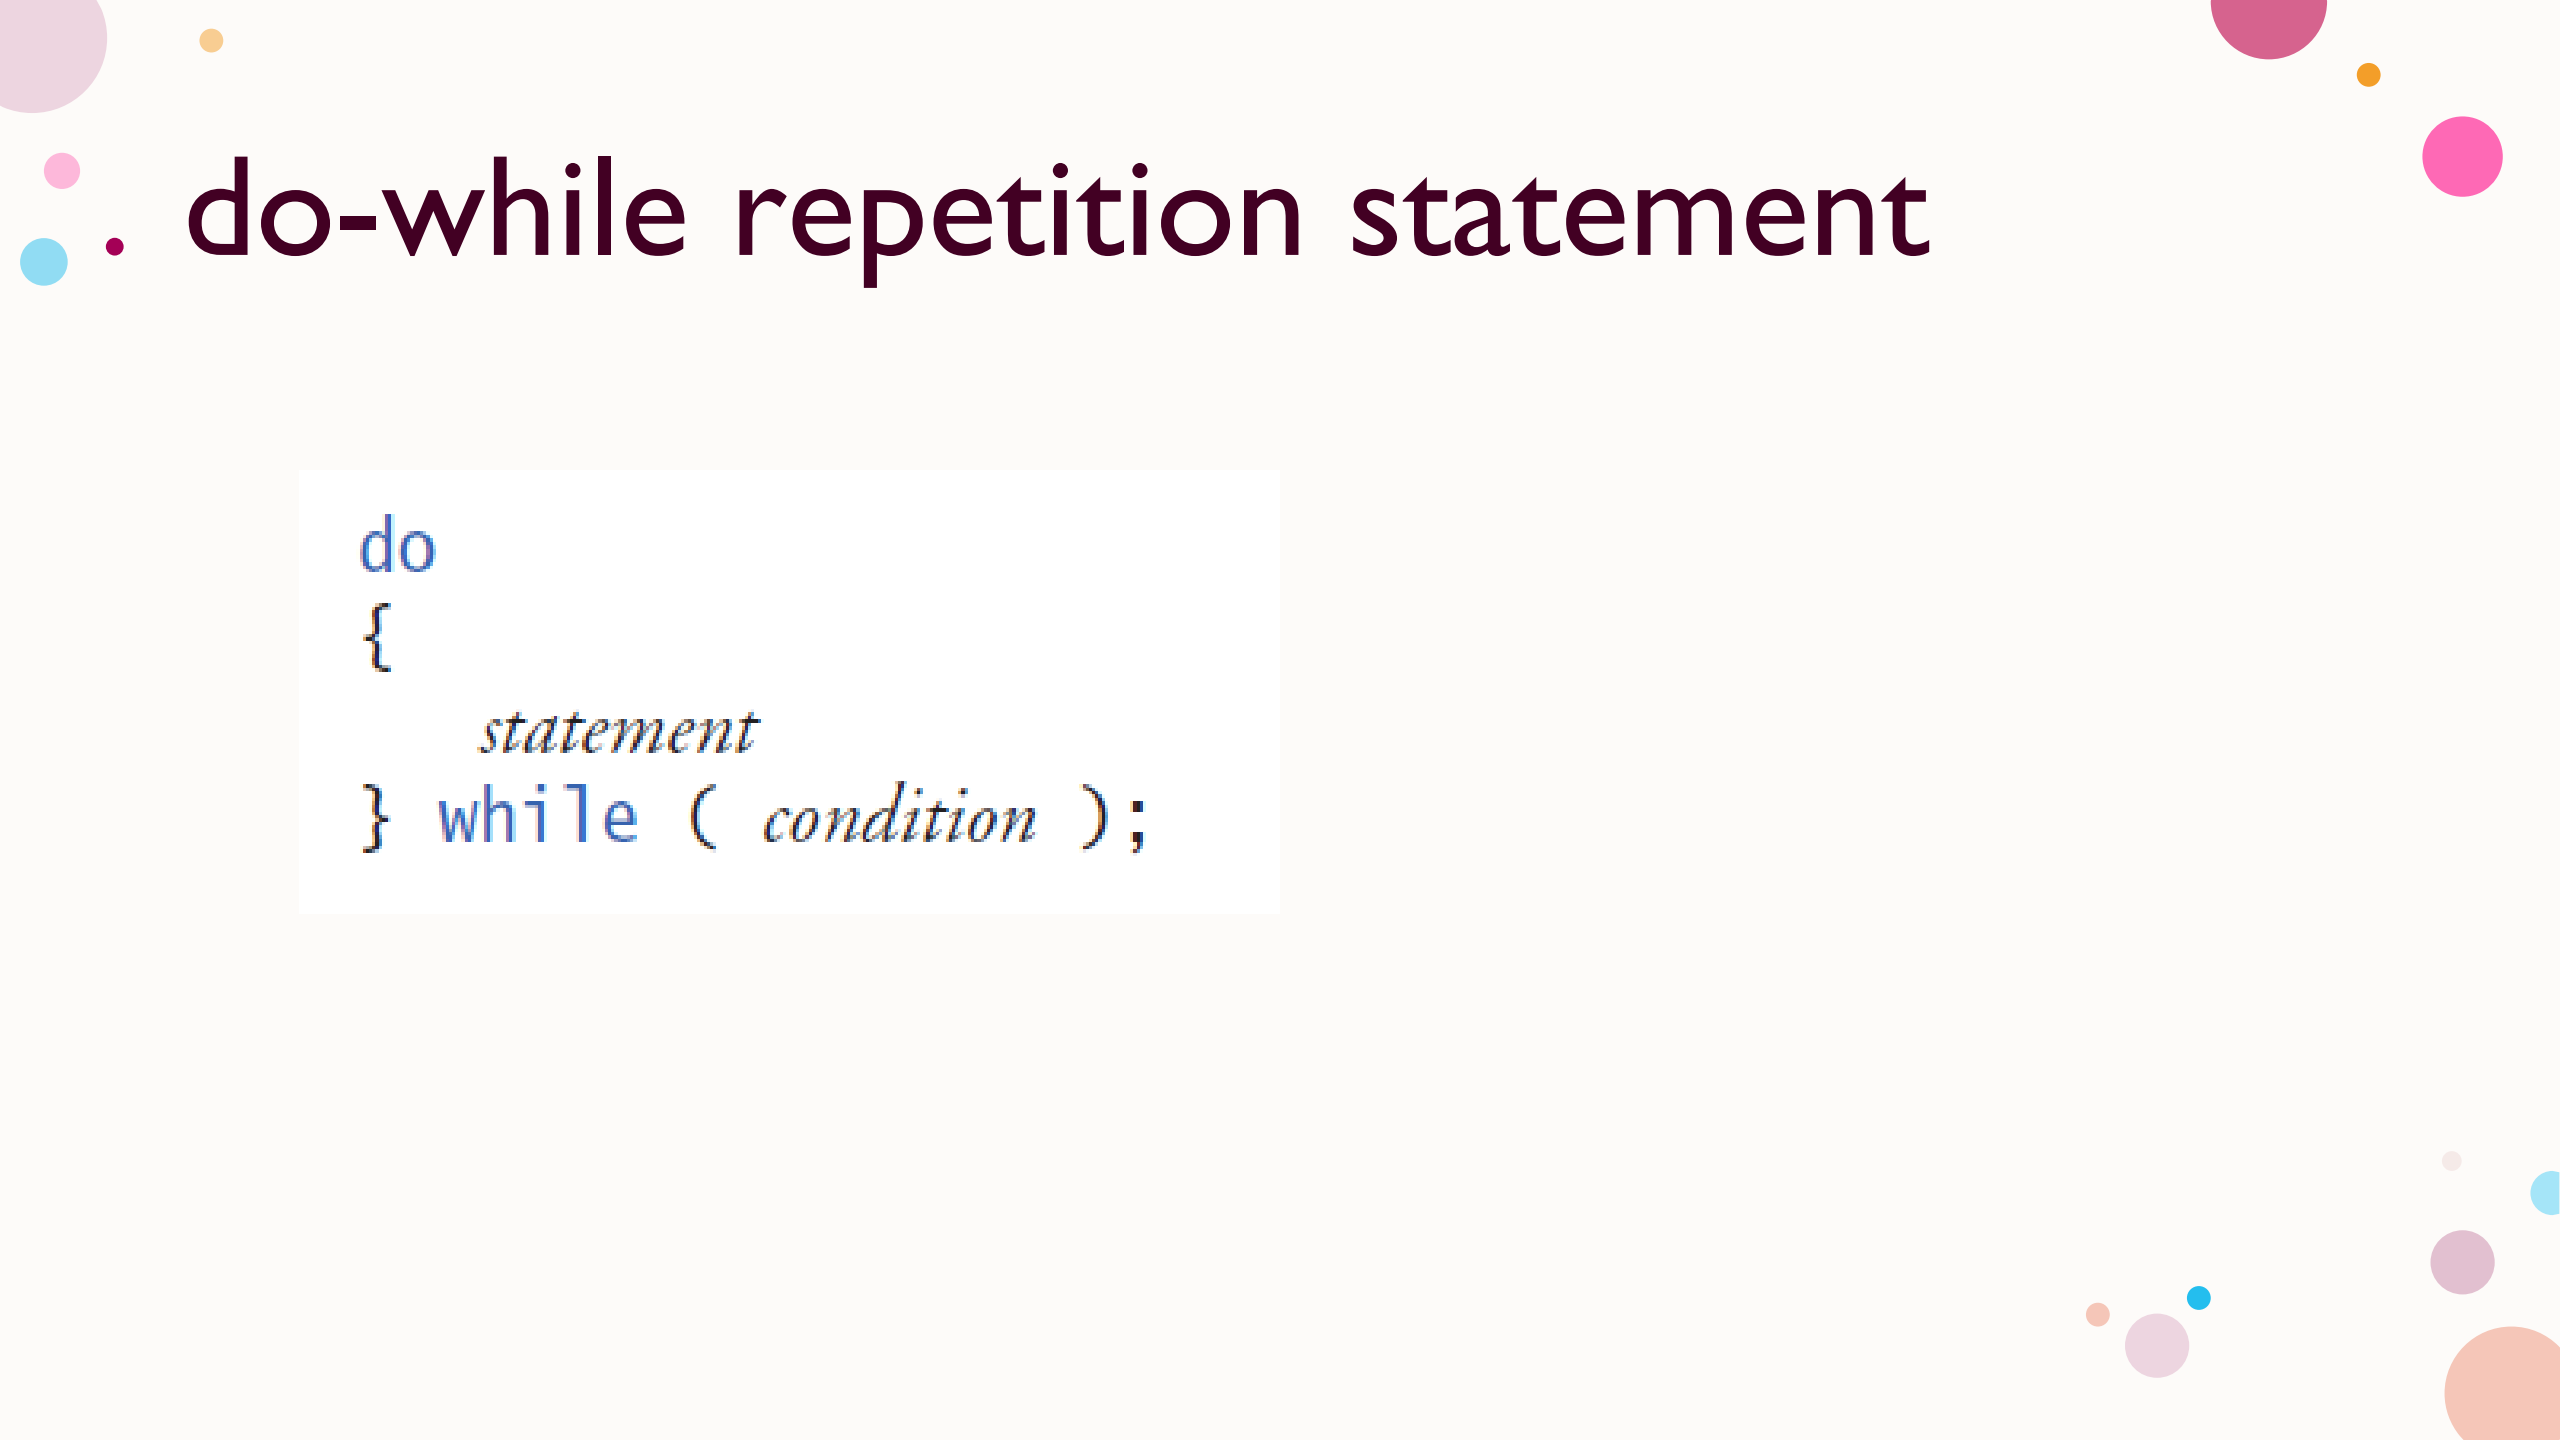 do-while repetition statement
do
{
statement
} while ( condition );